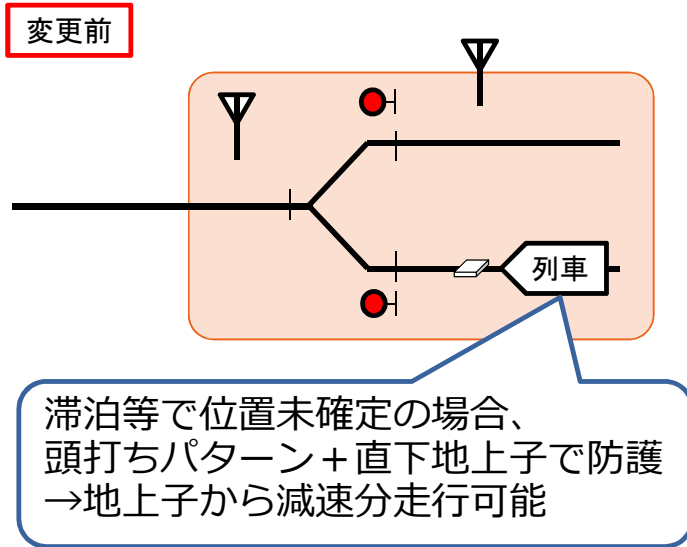 変更前
列車
滞泊等で位置未確定の場合、
頭打ちパターン＋直下地上子で防護
→地上子から減速分走行可能